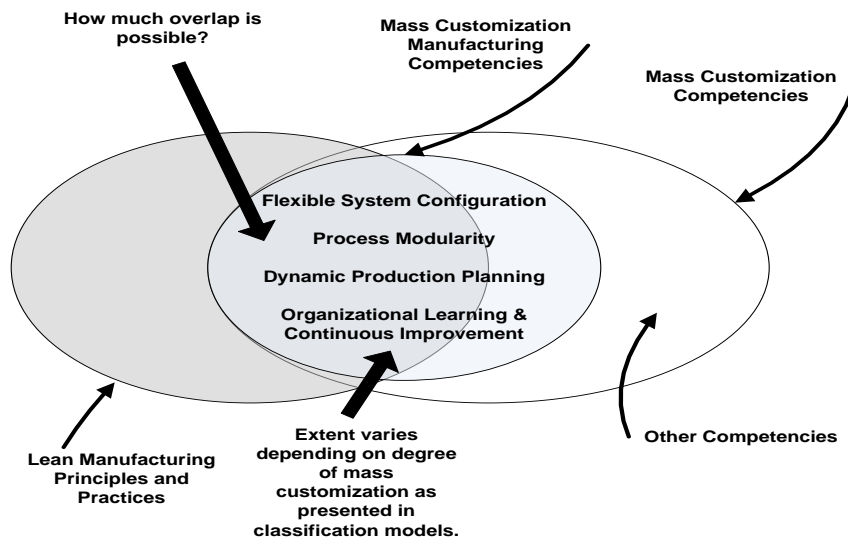 How much overlap is
possible?
Mass Customization
Manufacturing
Competencies
Mass Customization
Competencies
Flexible System Configuration
Process Modularity
Dynamic Production Planning
Organizational Learning &
Continuous Improvement
Lean Manufacturing
Principles and
Practices
Extent varies
depending on degree
of mass
customization as
presented in
classification models.
Other Competencies